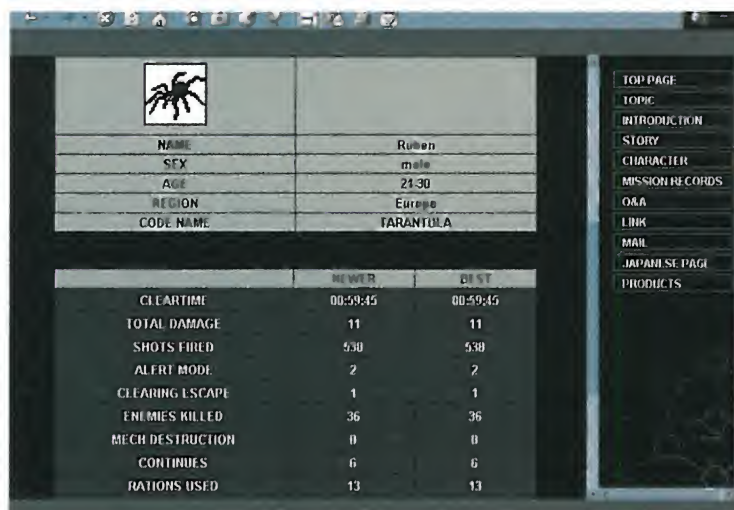 NAME Ruben
SEX male
AGE 21-30
REGION Europe
CODE NAME TARANTULA
NEWER BEST
CLEARTIME 00:59:45 00:59:45
TOTAL DAMAGE 11 11
SHOTS FIRED 538 538
ALERT MODE 2 2
CLEARING ESCAPE 1 1
ENEMIES KILLED 36 36
MECH DESTRUCTION 0 0
CONTINUES 6 6
RATIONS USED 13 13
TOP PAGE
TOPIC
INTRODUCTION
STORY
CHARACTER
MISSION RECORDS
Q&A
LINK
MAIL
JAPANESE PAGE
PRODUCTS